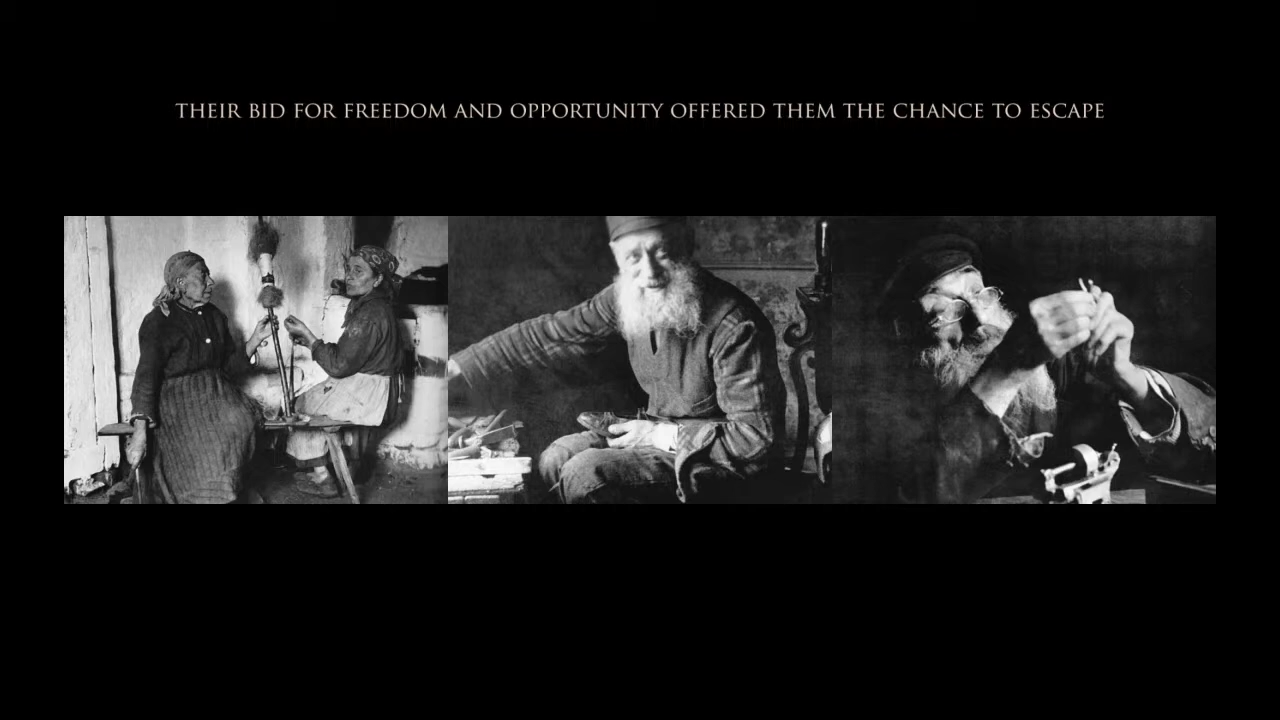 THEIR BID FOR FREEDOM AND OPPORTUNITY OFFERED THEM THE CHANCE TO ESCAPE